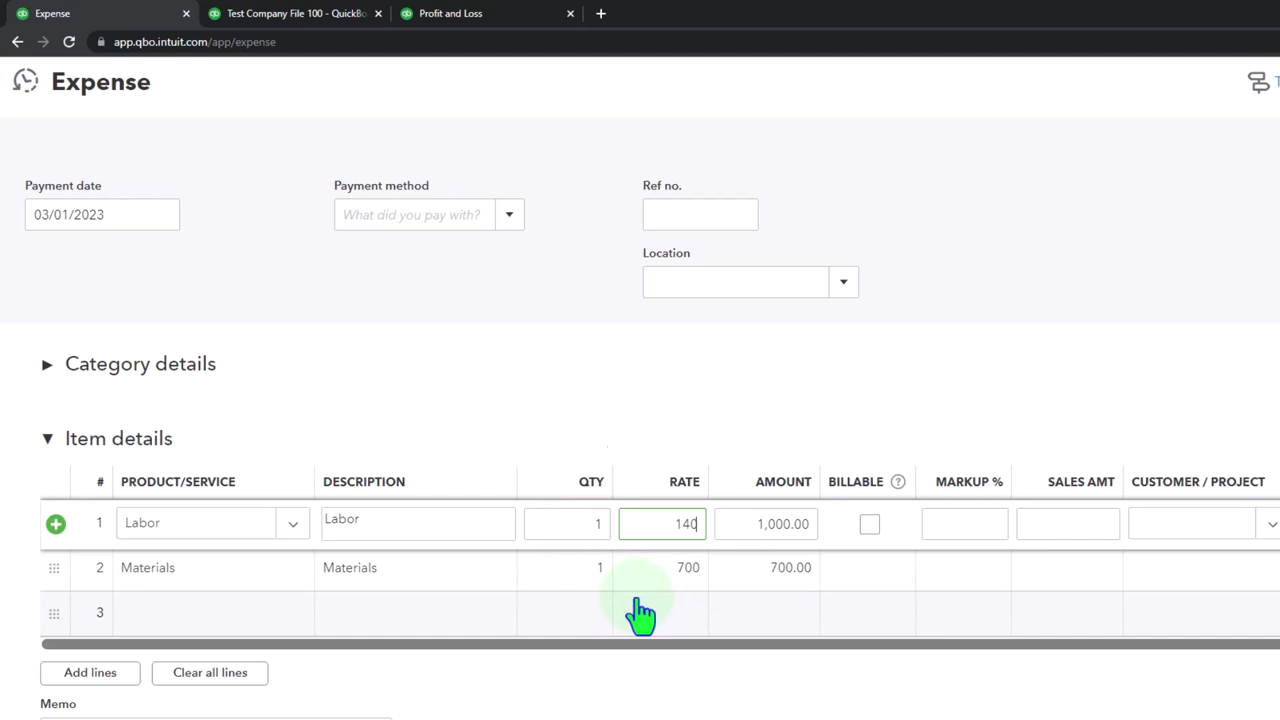 Expense
Test Company File 100 - QuickBo
Profit and Loss
app.qbo.intuit.com/app/expense
Expense
Payment date
Payment method
Ref no.
03/01/2023
What did you pay with?
Location
Category details
Item details
# PRODUCT/SERVICE DESCRIPTION QTY RATE AMOUNT BILLABLE ? MARKUP % SALES AMT CUSTOMER / PROJECT
1 Labor Labor 1 140 1,000.00
2 Materials Materials 1 700 700.00
3
Add lines Clear all lines
Memo